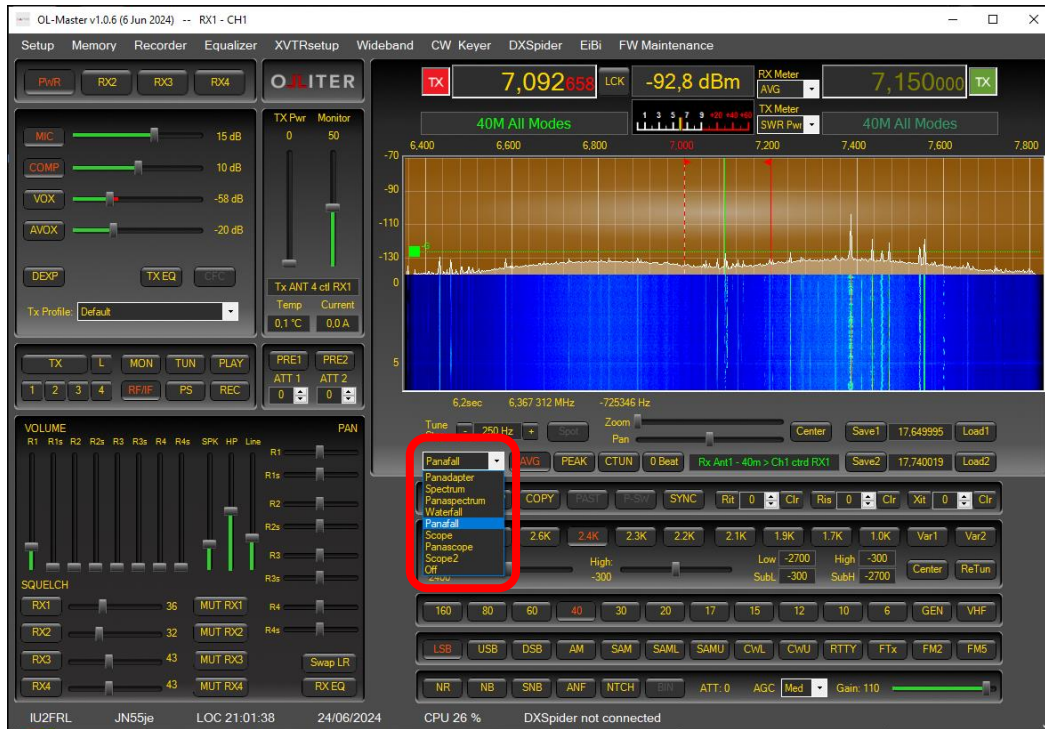 OL-Master v1.0.6 (6 Jun 2024) -- RX1 - CH1
Setup Memory Recorder Equalizer XVTRsetup Wideband CW Keyer DXSpider EiBi FW Maintenance
PWR RX2 RX3 RX4
OJLITER
TX 7,092658 LCK -92,8 dBm RX Meter AVG 7,150000 TX
40M All Modes 1 3 5 7 9 +20 +40 +60 TX Meter SWR Pwr 40M All Modes
MIC 15 dB
COMP 10 dB
VOX -58 dB
AVOX -20 dB
DEXP TX EQ CFC
Tx Profile: Default
TX Pwr Monitor
0 50
Tx ANT 4 ctl RX1
Temp Current
0,1 °C 0,0 A
6,400 6,600 6,800 7,000 7,200 7,400 7,600 7,800
-70
-90
-110
-0
-130
0
5
6,2sec 6,367 312 MHz -725346 Hz
TX L MON TUN PLAY
1 2 3 4 RF/IF PS REC
PRE1 PRE2
ATT 1 ATT 2
0 0
Tune - 250 Hz + Spot Zoom Pan Center Save1 17,649995 Load1
Panafall AVG PEAK CTUN 0 Beat Rx Ant1 - 40m > Ch1 ctrd RX1 Save2 17,740019 Load2
Panadapter
Spectrum
Panaspectrum
Waterfall
Panafall
Scope
Panascope
Scope2
Off
COPY PAST P-SW SYNC Rit 0 Clr Ris 0 Clr Xit 0 Clr
2.6K 2.4K 2.3K 2.2K 2.1K 1.9K 1.7K 1.0K Var1 Var2
High: Low -2700 High -300 Center ReTun
-2400 -300 SubL -300 SubH -2700
160 80 60 40 30 20 17 15 12 10 6 GEN VHF
LSB USB DSB AM SAM SAML SAMU CWL CWU RTTY FTx FM2 FM5
NR NB SNB ANF NTCH BIN ATT: 0 AGC Med Gain: 110
VOLUME PAN
R1 R1s R2 R2s R3 R3s R4 R4s SPK HP Line
R1
R1s
R2
R2s
R3
R3s
R4
R4s
SQUELCH
RX1 36 MUT RX1
RX2 32 MUT RX2
RX3 43 MUT RX3 Swap LR
RX4 43 MUT RX4 RX EQ
IU2FRL JN55je LOC 21:01:38 24/06/2024 CPU 26 % DXSpider not connected